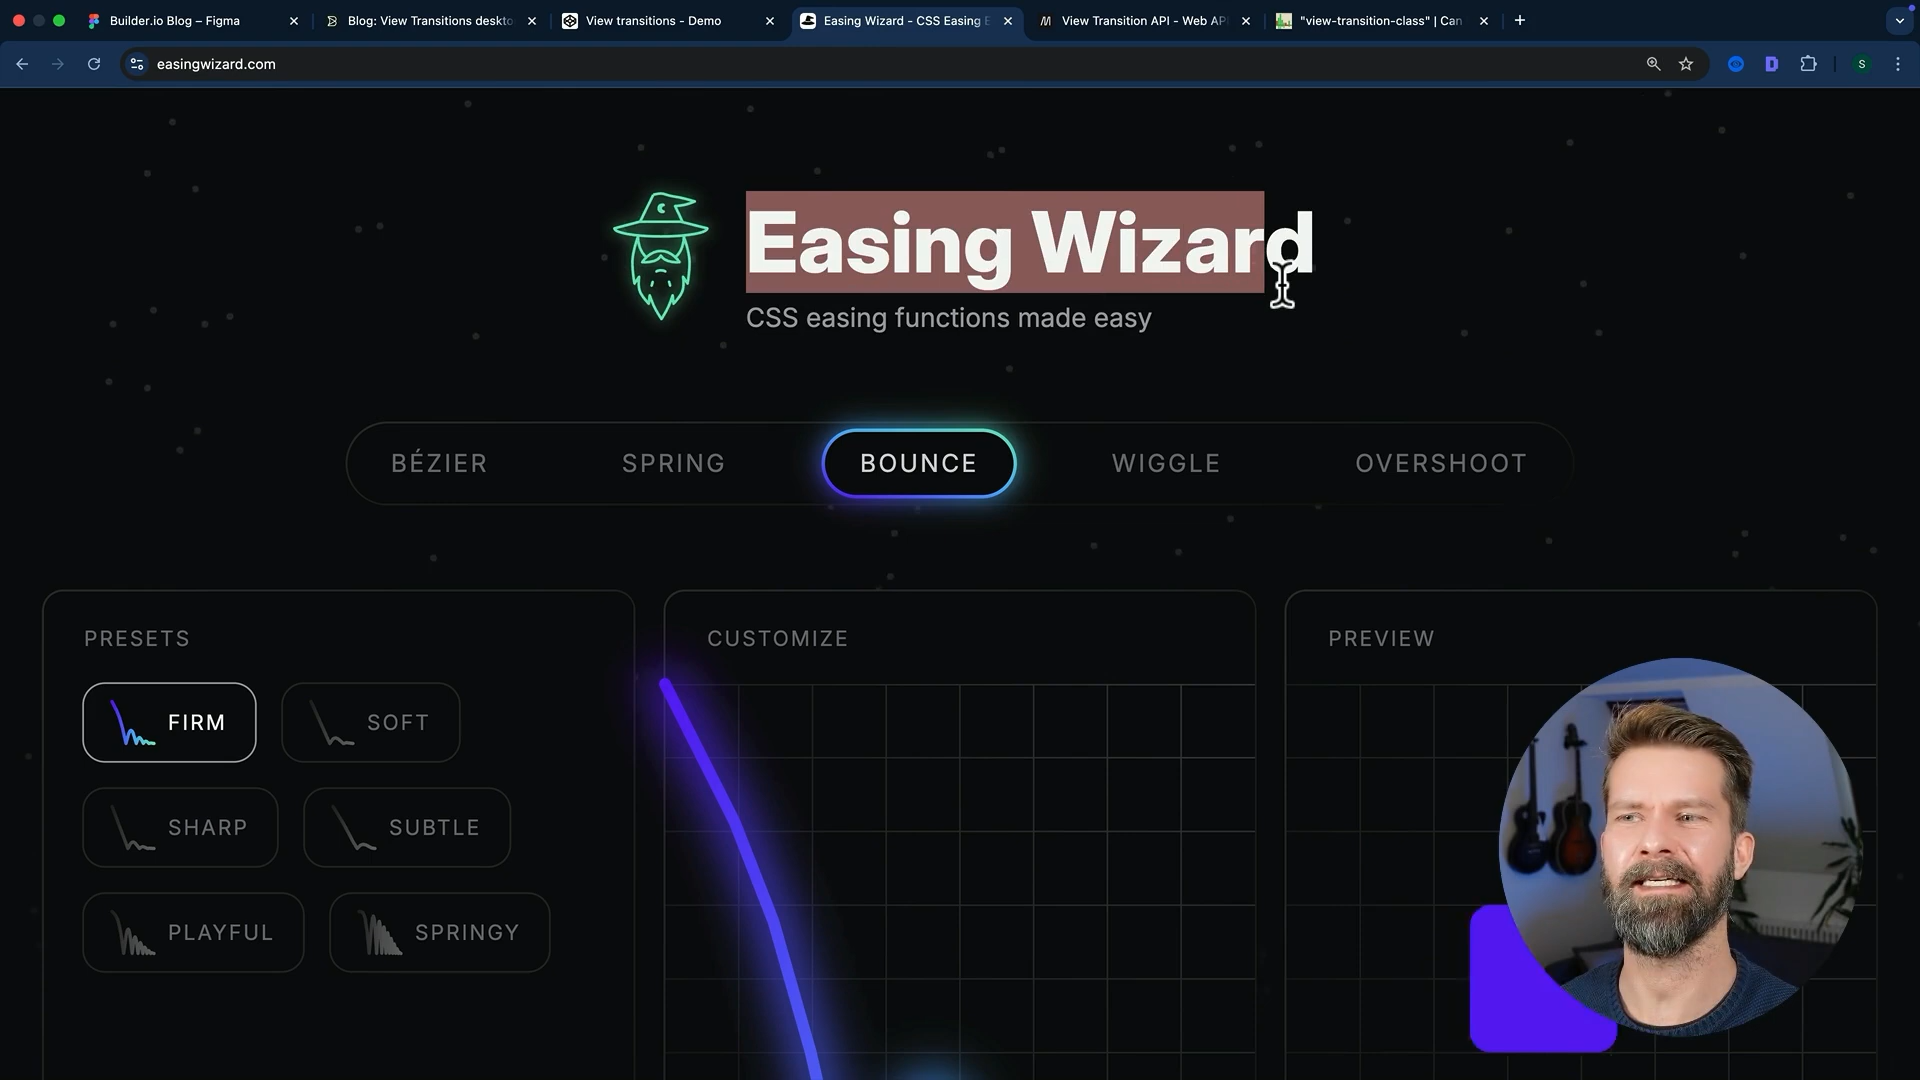 Builder.io Blog – Figma
Blog: View Transitions deskto
View transitions - Demo
Easing Wizard - CSS Easing E
View Transition API - Web API
"view-transition-class" | Can
easingwizard.com
S
Easing Wizard
CSS easing functions made easy
BÉZIER
SPRING
BOUNCE
WIGGLE
OVERSHOOT
PRESETS
FIRM
SOFT
SHARP
SUBTLE
PLAYFUL
SPRINGY
CUSTOMIZE
PREVIEW